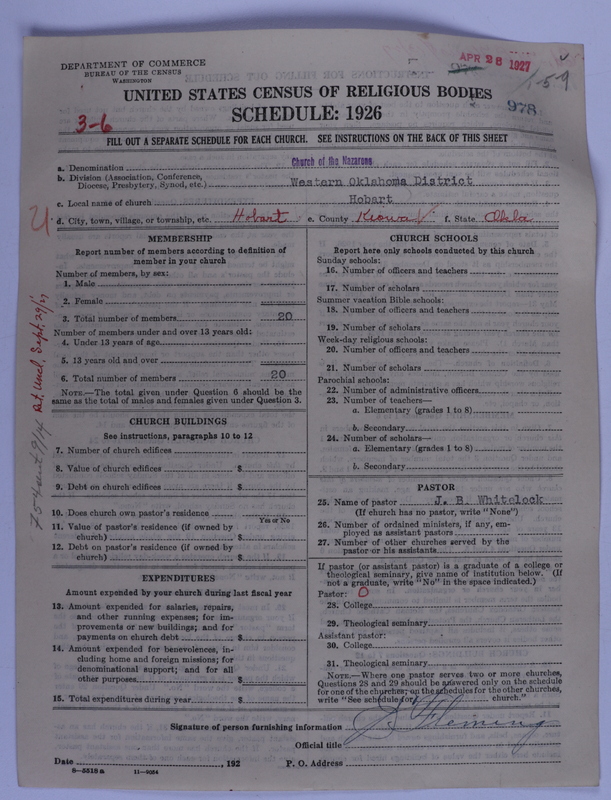 DEPARTMENT OF COMMERCE
BUREAU OF THE CENSUS
WASHINGTON
APR 28 1927
1-59
UNITED STATES CENSUS OF RELIGIOUS BODIES
978
SCHEDULE: 1926
3-6
FILL OUT A SEPARATE SCHEDULE FOR EACH CHURCH. SEE INSTRUCTIONS ON THE BACK OF THIS SHEET
a. Denomination Church of the Nazarene
b. Division (Association, Conference, Diocese, Presbytery, Synod, etc.) Western Oklahoma District
c. Local name of church Hobart
d. City, town, village, or township, etc. Hobart e. County Kiowa f. State Okla
MEMBERSHIP
Report number of members according to definition of
member in your church
Number of members, by sex:
1. Male
2. Female
3. Total number of members 20
Number of members under and over 13 years old:
4. Under 13 years of age
5. 13 years old and over
6. Total number of members 20
NOTE.—The total given under Question 6 should be
same as the total of males and females given under Question 3.
CHURCH BUILDINGS
See instructions, paragraphs 10 to 12
7. Number of church edifices
8. Value of church edifices $
9. Debt on church edifices $
10. Does church own pastor's residence
Yes or No
11. Value of pastor's residence (if owned by
church) $
12. Debt on pastor's residence (if owned by
church) $
EXPENDITURES
Amount expended by your church during last fiscal year
13. Amount expended for salaries, repairs,
and other running expenses; for im-
provements or new buildings; and for
payments on church debt $
14. Amount expended for benevolences, in-
cluding home and foreign missions; for
denominational support; and for all
other purposes $
15. Total expenditures during year $
CHURCH SCHOOLS
Report here only schools conducted by this church
Sunday schools:
16. Number of officers and teachers
17. Number of scholars
Summer vacation Bible schools:
18. Number of officers and teachers
19. Number of scholars
Week-day religious schools:
20. Number of officers and teachers
21. Number of scholars
Parochial schools:
22. Number of administrative officers
23. Number of teachers—
a. Elementary (grades 1 to 8)
b. Secondary
24. Number of scholars—
a. Elementary (grades 1 to 8)
b. Secondary
PASTOR
25. Name of pastor J. B. Whitelock
(If church has no pastor, write "None")
26. Number of ordained ministers, if any, em-
ployed as assistant pastors
27. Number of other churches served by the
pastor or his assistants
If pastor (or assistant pastor) is a graduate of a college or
theological seminary, give name of institution below. (If
not a graduate, write "No" in the space indicated.)
Pastor: 0
28. College
29. Theological seminary
Assistant pastor:
30. College
31. Theological seminary
NOTE.—Where one pastor serves two or more churches,
Questions 28 and 29 should be answered only on the schedule
for one of the churches; on the schedules for the other churches,
write "See schedule for church."
Signature of person furnishing information J. Fleming
Official title
Date , 192 P. O. Address
8-5518 a 11-9034